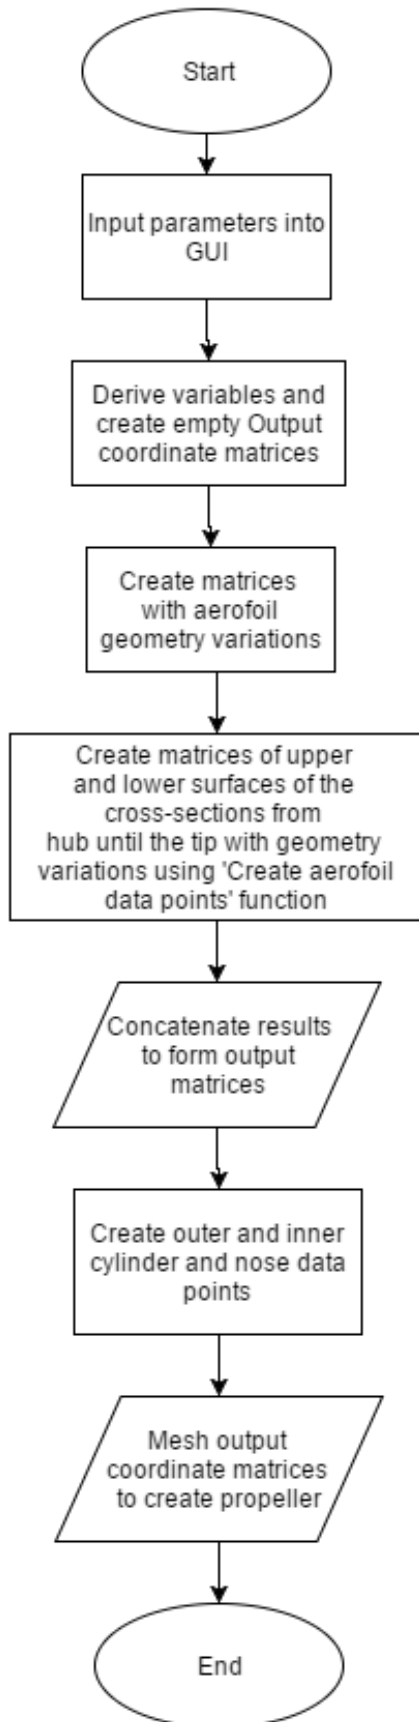 Start
Input parameters into
GUI
Derive variables and
create empty Output
coordinate matrices
Create matrices
with aerofoil
geometry variations
Create matrices of upper
and lower surfaces of the
cross-sections from
hub until the tip with geometry
variations using 'Create aerofoil
data points' function
Concatenate results
to form output
matrices
Create outer and inner
cylinder and nose data
points
Mesh output
coordinate matrices
to create propeller
End